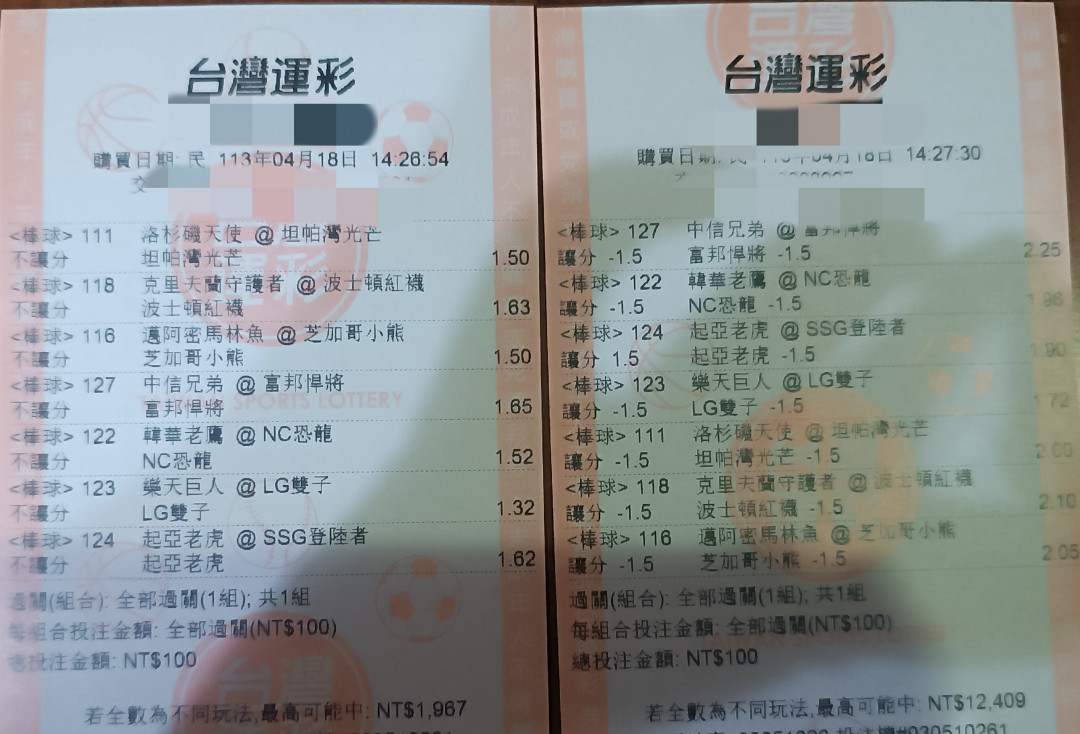 台灣運彩
購買日期: 民 113年04月18日 14:26:54
<棒球> 111 洛杉磯天使 @ 坦帕灣光芒
不讓分 坦帕灣光芒 1.50
<棒球> 118 克里夫蘭守護者 @ 波士頓紅襪
不讓分 波士頓紅襪 1.63
<棒球> 116 邁阿密馬林魚 @ 芝加哥小熊
不讓分 芝加哥小熊 1.50
<棒球> 127 中信兄弟 @ 富邦悍將
不讓分 富邦悍將 1.65
<棒球> 122 韓華老鷹 @ NC恐龍
不讓分 NC恐龍 1.52
<棒球> 123 樂天巨人 @ LG雙子
不讓分 LG雙子 1.32
<棒球> 124 起亞老虎 @ SSG登陸者
不讓分 起亞老虎 1.62
過關(組合): 全部過關(1組); 共1組
每組合投注金額: 全部過關(NT$100)
總投注金額: NT$100
若全數為不同玩法,最高可能中: NT$1,967
台灣運彩
購買日期: 民 113年04月18日 14:27:30
<棒球> 127 中信兄弟 @ 富邦悍將
讓分 -1.5 富邦悍將 -1.5 2.25
<棒球> 122 韓華老鷹 @ NC恐龍
讓分 -1.5 NC恐龍 -1.5 1.96
<棒球> 124 起亞老虎 @ SSG登陸者
讓分 1.5 起亞老虎 -1.5 1.90
<棒球> 123 樂天巨人 @ LG雙子
讓分 -1.5 LG雙子 -1.5 1.72
<棒球> 111 洛杉磯天使 @ 坦帕灣光芒
讓分 -1.5 坦帕灣光芒 -1.5 2.00
<棒球> 118 克里夫蘭守護者 @ 波士頓紅襪
讓分 -1.5 波士頓紅襪 -1.5 2.10
<棒球> 116 邁阿密馬林魚 @ 芝加哥小熊
讓分 -1.5 芝加哥小熊 -1.5 2.05
過關(組合): 全部過關(1組); 共1組
每組合投注金額: 全部過關(NT$100)
總投注金額: NT$100
若全數為不同玩法,最高可能中: NT$12,409